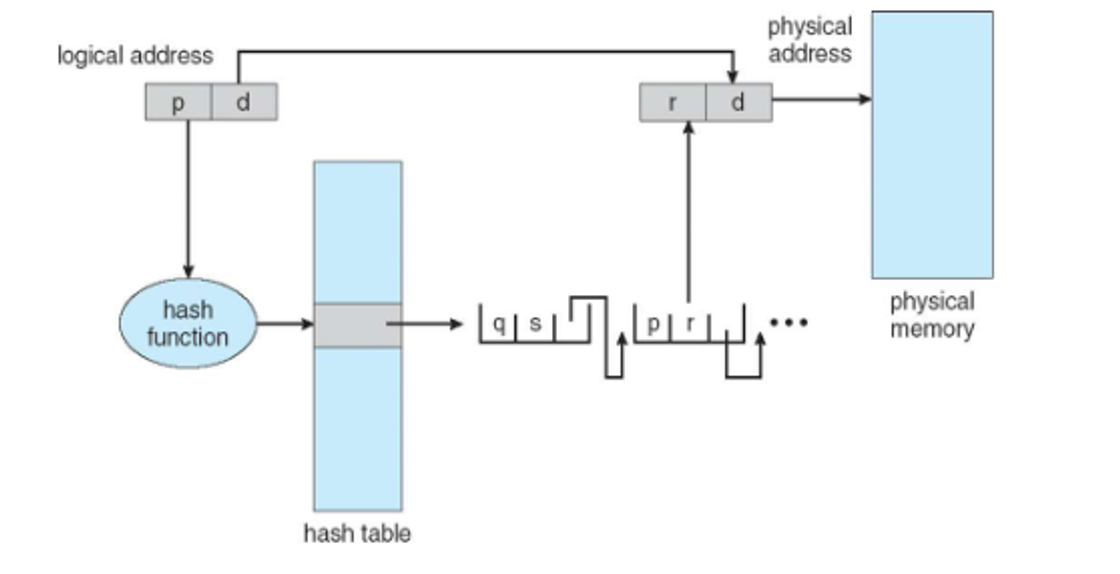 logical address
physical
address
p d
r d
hash
function
q s
p r
...
physical
memory
hash table